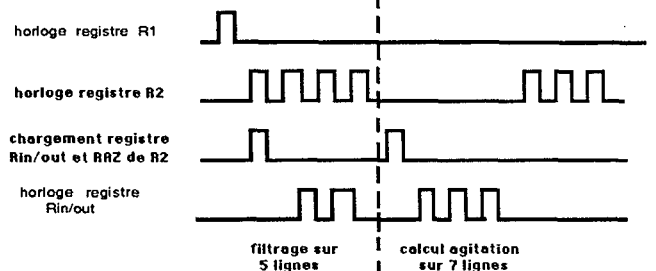 horloge registre R1
horloge registre R2
chargement registre
Rin/out et RAZ de R2
horloge registre
Rin/out
filtrage sur
5 lignes
calcul agitation
sur 7 lignes